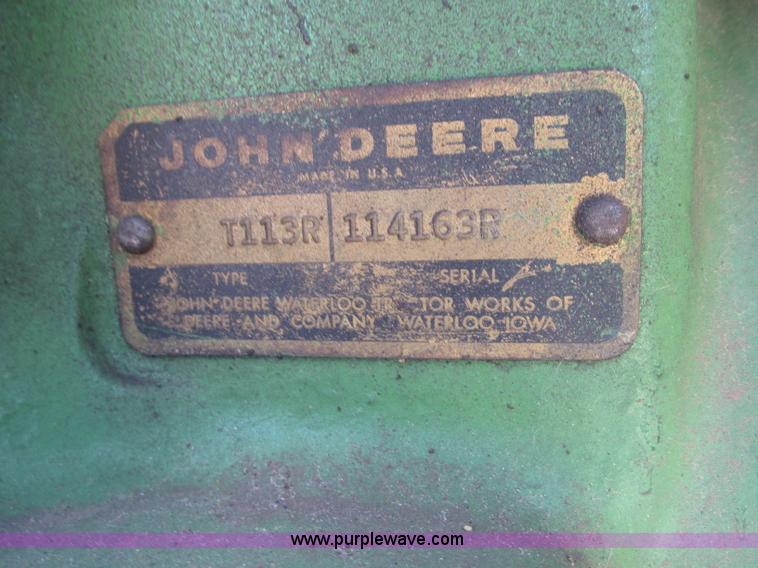 JOHN DEERE
MADE IN U.S.A
T113R 114163R
TYPE SERIAL
JOHN DEERE WATERLOO TR TOR WORKS OF
DEERE AND COMPANY WATERLOO IOWA
www.purplewave.com